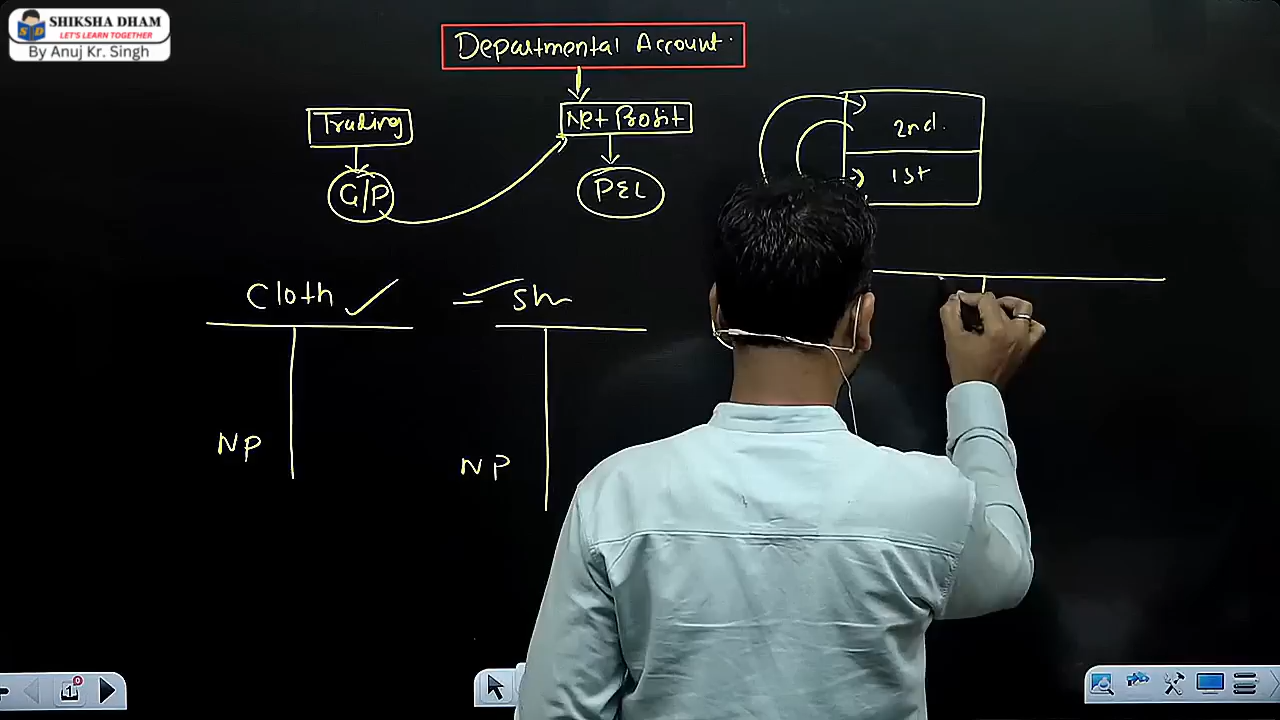 SHIKSHA DHAM
LET'S LEARN TOGETHER
By Anuj Kr. Singh
Departmental Account.
Trading
Net Profit
2nd.
1st
G/P
P&L
Cloth
NP
NP
1